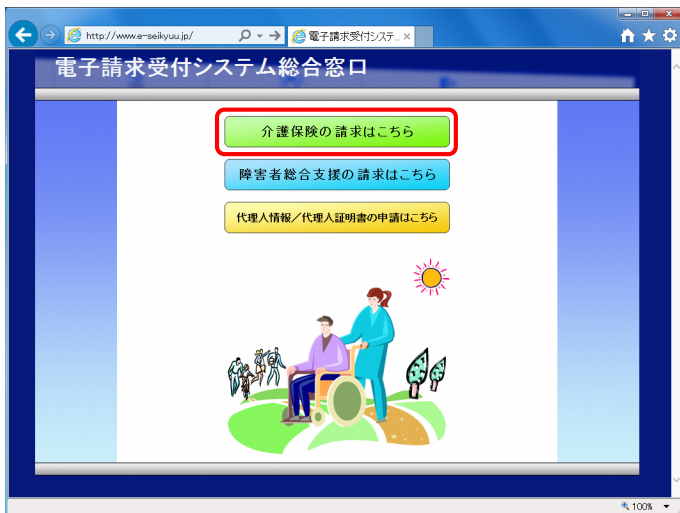 http://www.e-seikyuu.jp/
電子請求受付システ...
電子請求受付システム総合窓口
介護保険の請求はこちら
障害者総合支援の請求はこちら
代理人情報／代理人証明書の申請はこちら
100%